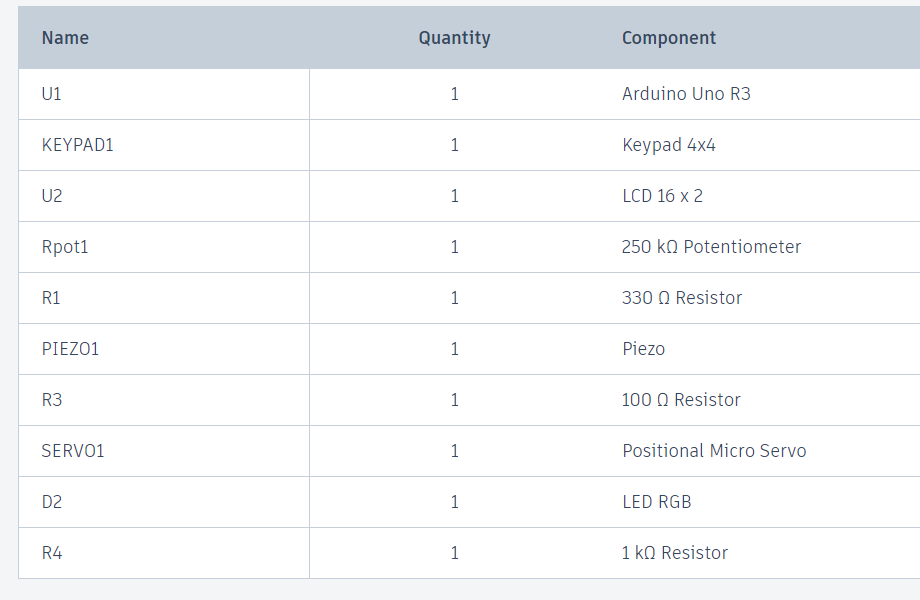 Name Quantity Component
U1 1 Arduino Uno R3
KEYPAD1 1 Keypad 4x4
U2 1 LCD 16 x 2
Rpot1 1 250 kΩ Potentiometer
R1 1 330 Ω Resistor
PIEZO1 1 Piezo
R3 1 100 Ω Resistor
SERVO1 1 Positional Micro Servo
D2 1 LED RGB
R4 1 1 kΩ Resistor